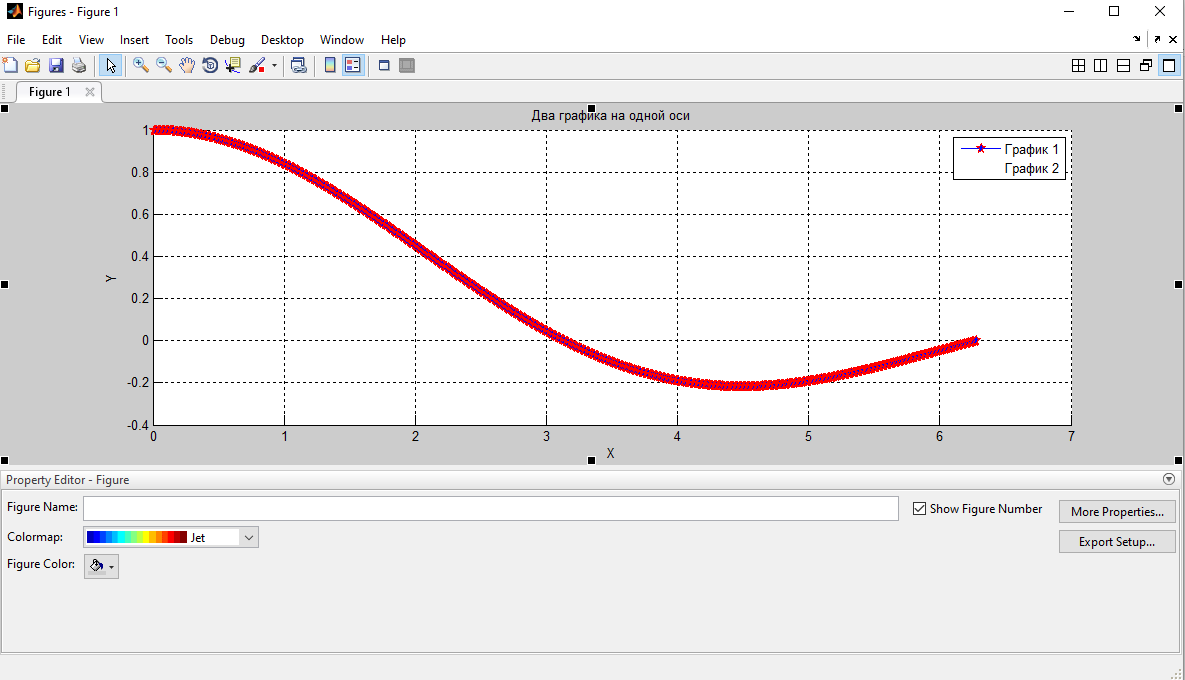 Figures - Figure 1
File Edit View Insert Tools Debug Desktop Window Help
Figure 1
Два графика на одной оси
1
0.8
0.6
0.4
0.2
0
-0.2
-0.4
Y
График 1
График 2
0 1 2 3 4 5 6 7
X
Property Editor - Figure
Figure Name:
Show Figure Number
More Properties...
Colormap:
Jet
Export Setup...
Figure Color: